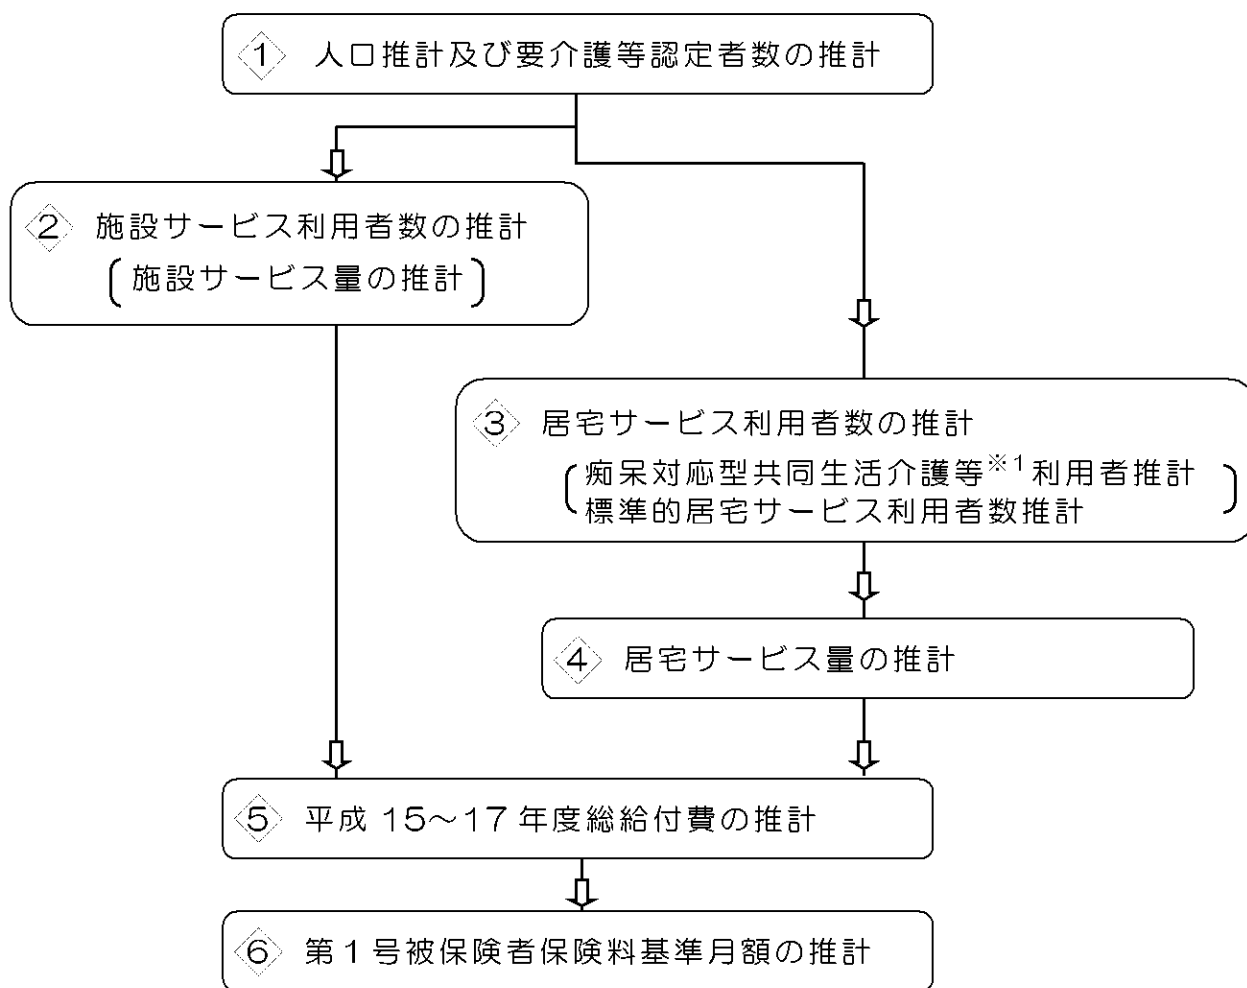 1 人口推計及び要介護等認定者数の推計
2 施設サービス利用者数の推計
施設サービス量の推計
3 居宅サービス利用者数の推計
痴呆対応型共同生活介護等※1利用者推計
標準的居宅サービス利用者数推計
4 居宅サービス量の推計
5 平成15～17年度総給付費の推計
6 第1号被保険者保険料基準月額の推計